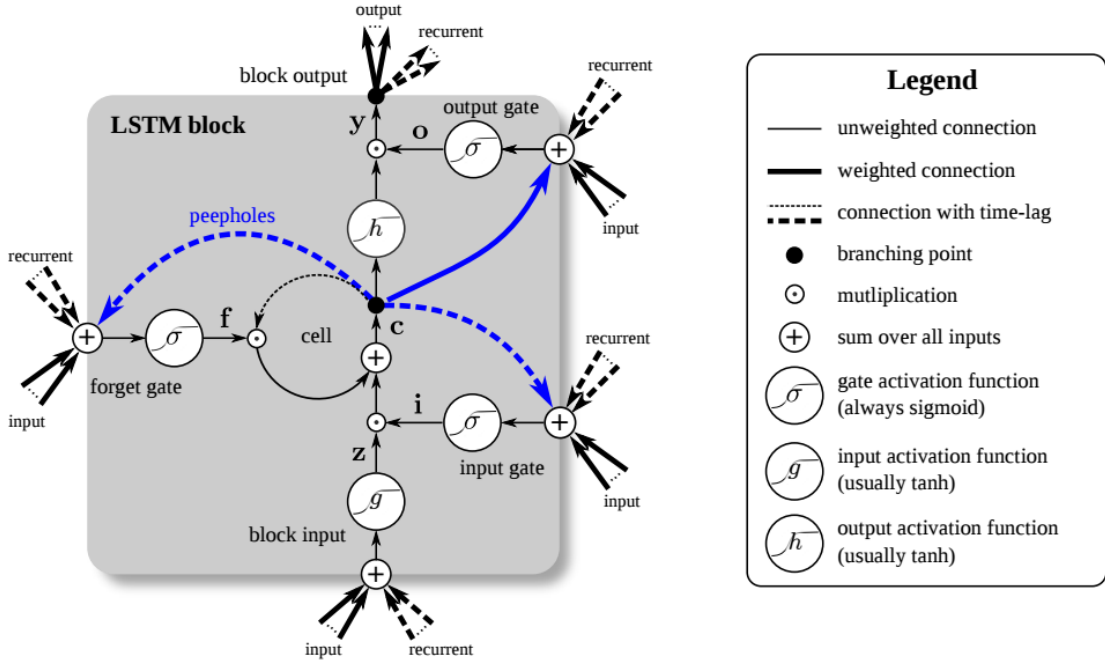 output
recurrent
block output
recurrent
LSTM block
output gate
y
o
σ
+
input
h
peepholes
recurrent
c
f
cell
σ
+
+
forget gate
input
recurrent
i
σ
+
z
input gate
input
g
block input
+
input
recurrent
Legend
unweighted connection
weighted connection
connection with time-lag
branching point
mutliplication
+
sum over all inputs
σ
gate activation function
(always sigmoid)
g
input activation function
(usually tanh)
h
output activation function
(usually tanh)